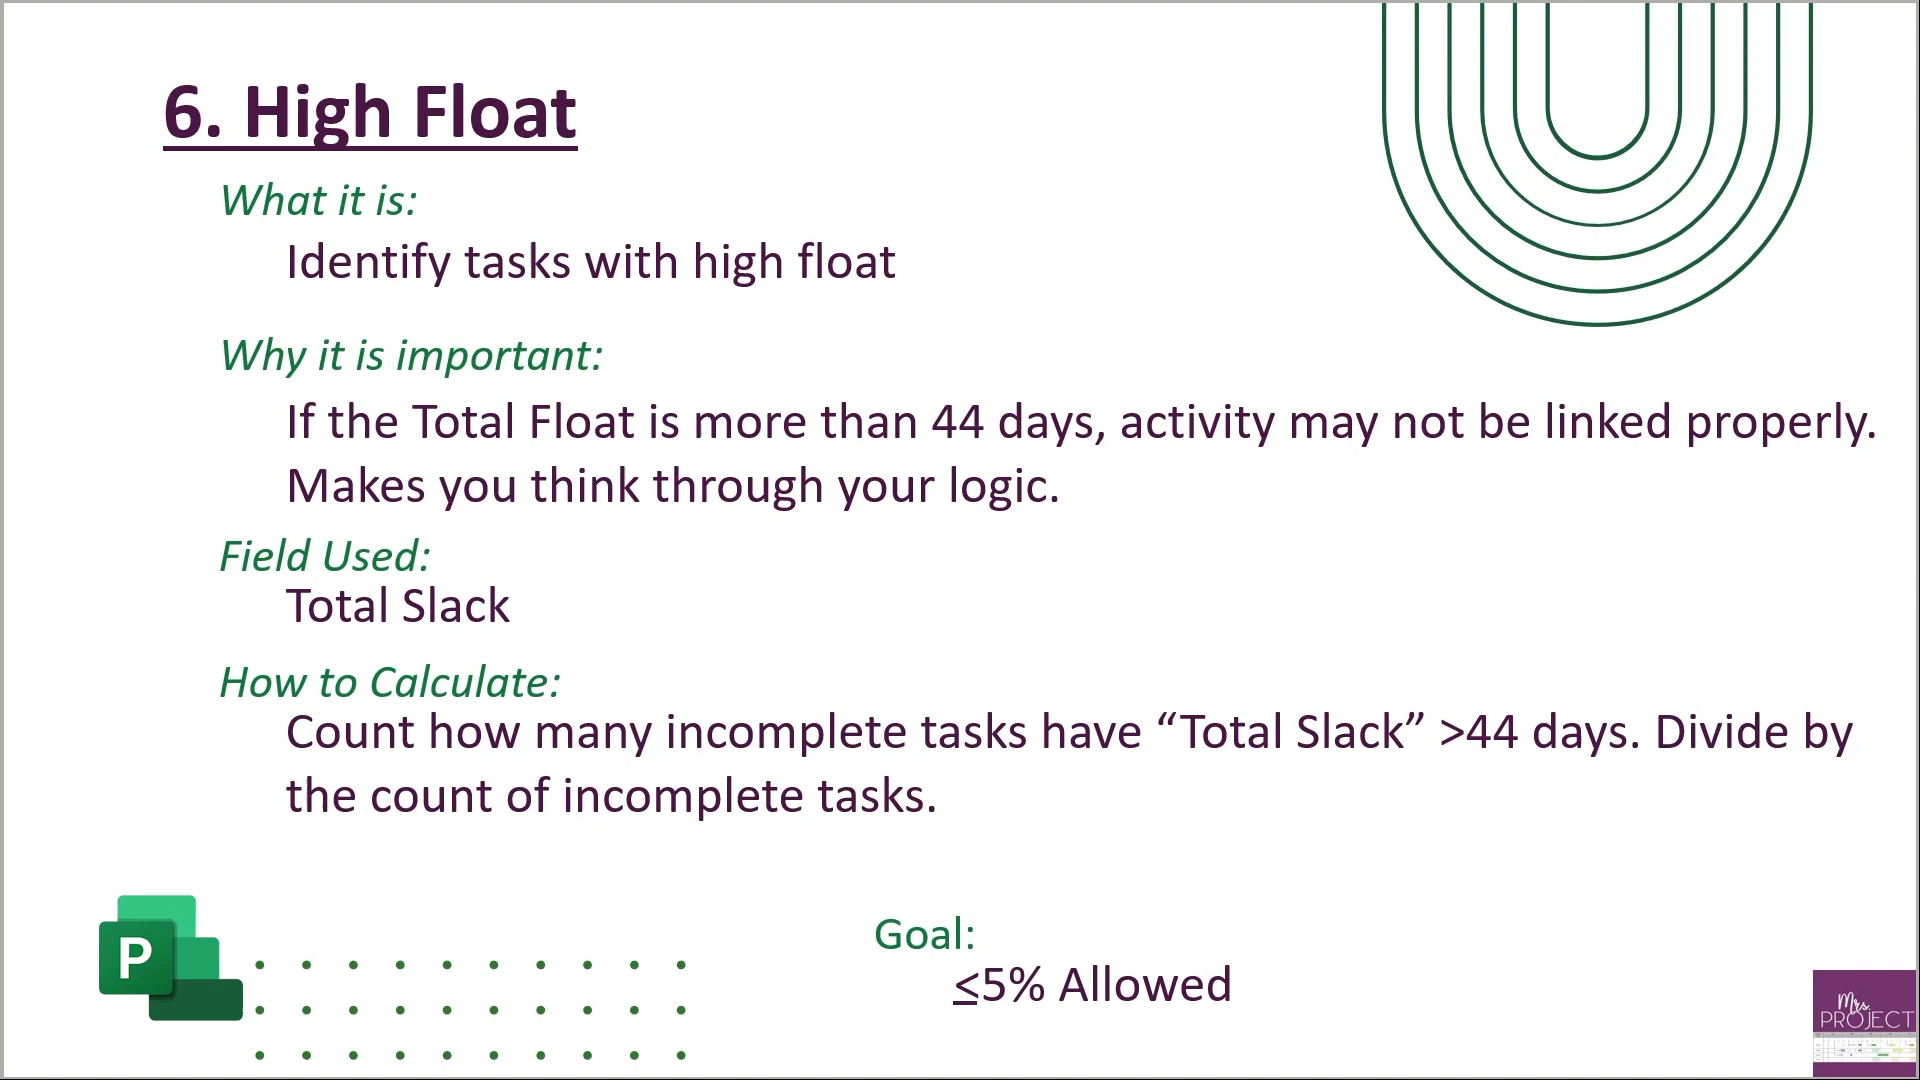 6. High Float
What it is:
Identify tasks with high float
Why it is important:
If the Total Float is more than 44 days, activity may not be linked properly.
Makes you think through your logic.
Field Used:
Total Slack
How to Calculate:
Count how many incomplete tasks have “Total Slack” >44 days. Divide by
the count of incomplete tasks.
P
Goal:
≤5% Allowed
Mrs.
PROJECT